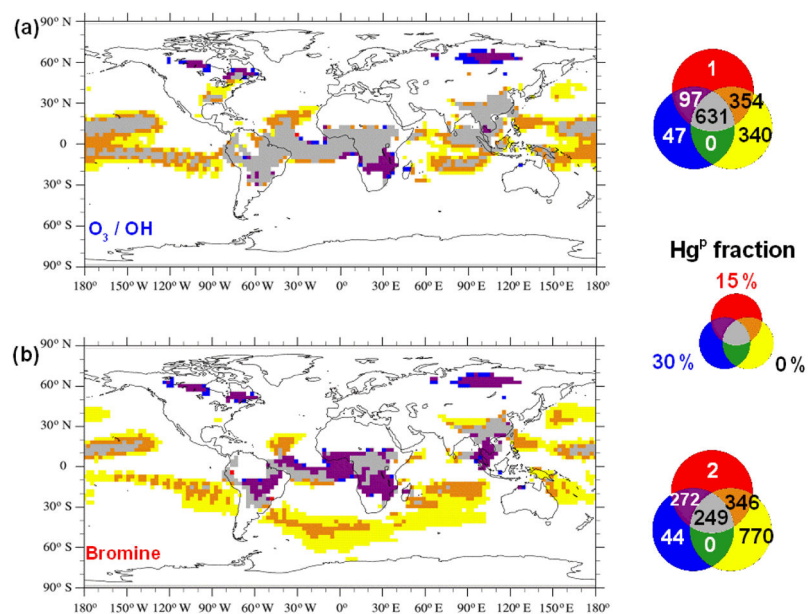 (a)
90° N
60° N
30° N
0
30° S
60° S
90° S
O₃ / OH
180° 150° W 120° W 90° W 60° W 30° W 0° 30° E 60° E 90° E 120° E 150° E 180°
1
97
354
631
47
340
0
Hgᵖ fraction
15 %
30 %
0 %
(b)
90° N
60° N
30° N
0
30° S
60° S
90° S
Bromine
180° 150° W 120° W 90° W 60° W 30° W 0° 30° E 60° E 90° E 120° E 150° E 180°
2
272
346
249
44
770
0